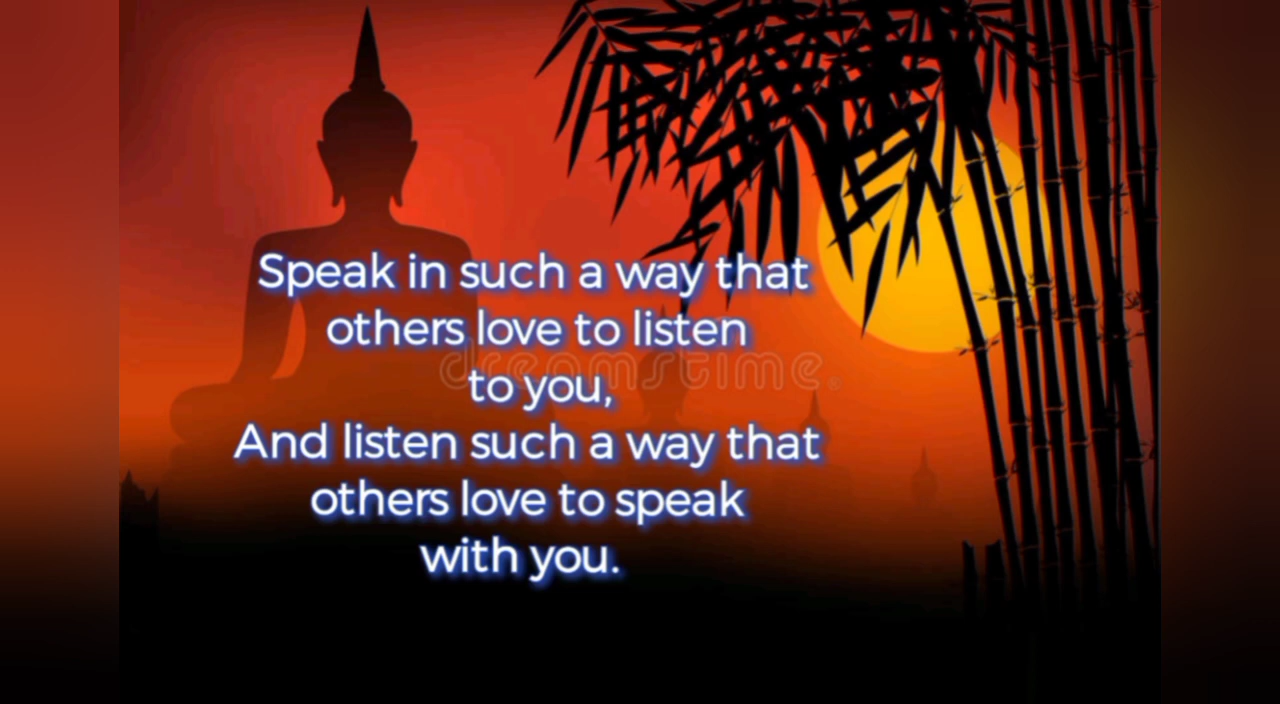 Speak in such a way that
others love to listen
dreamstime.
to you,
And listen such a way that
others love to speak
with you.